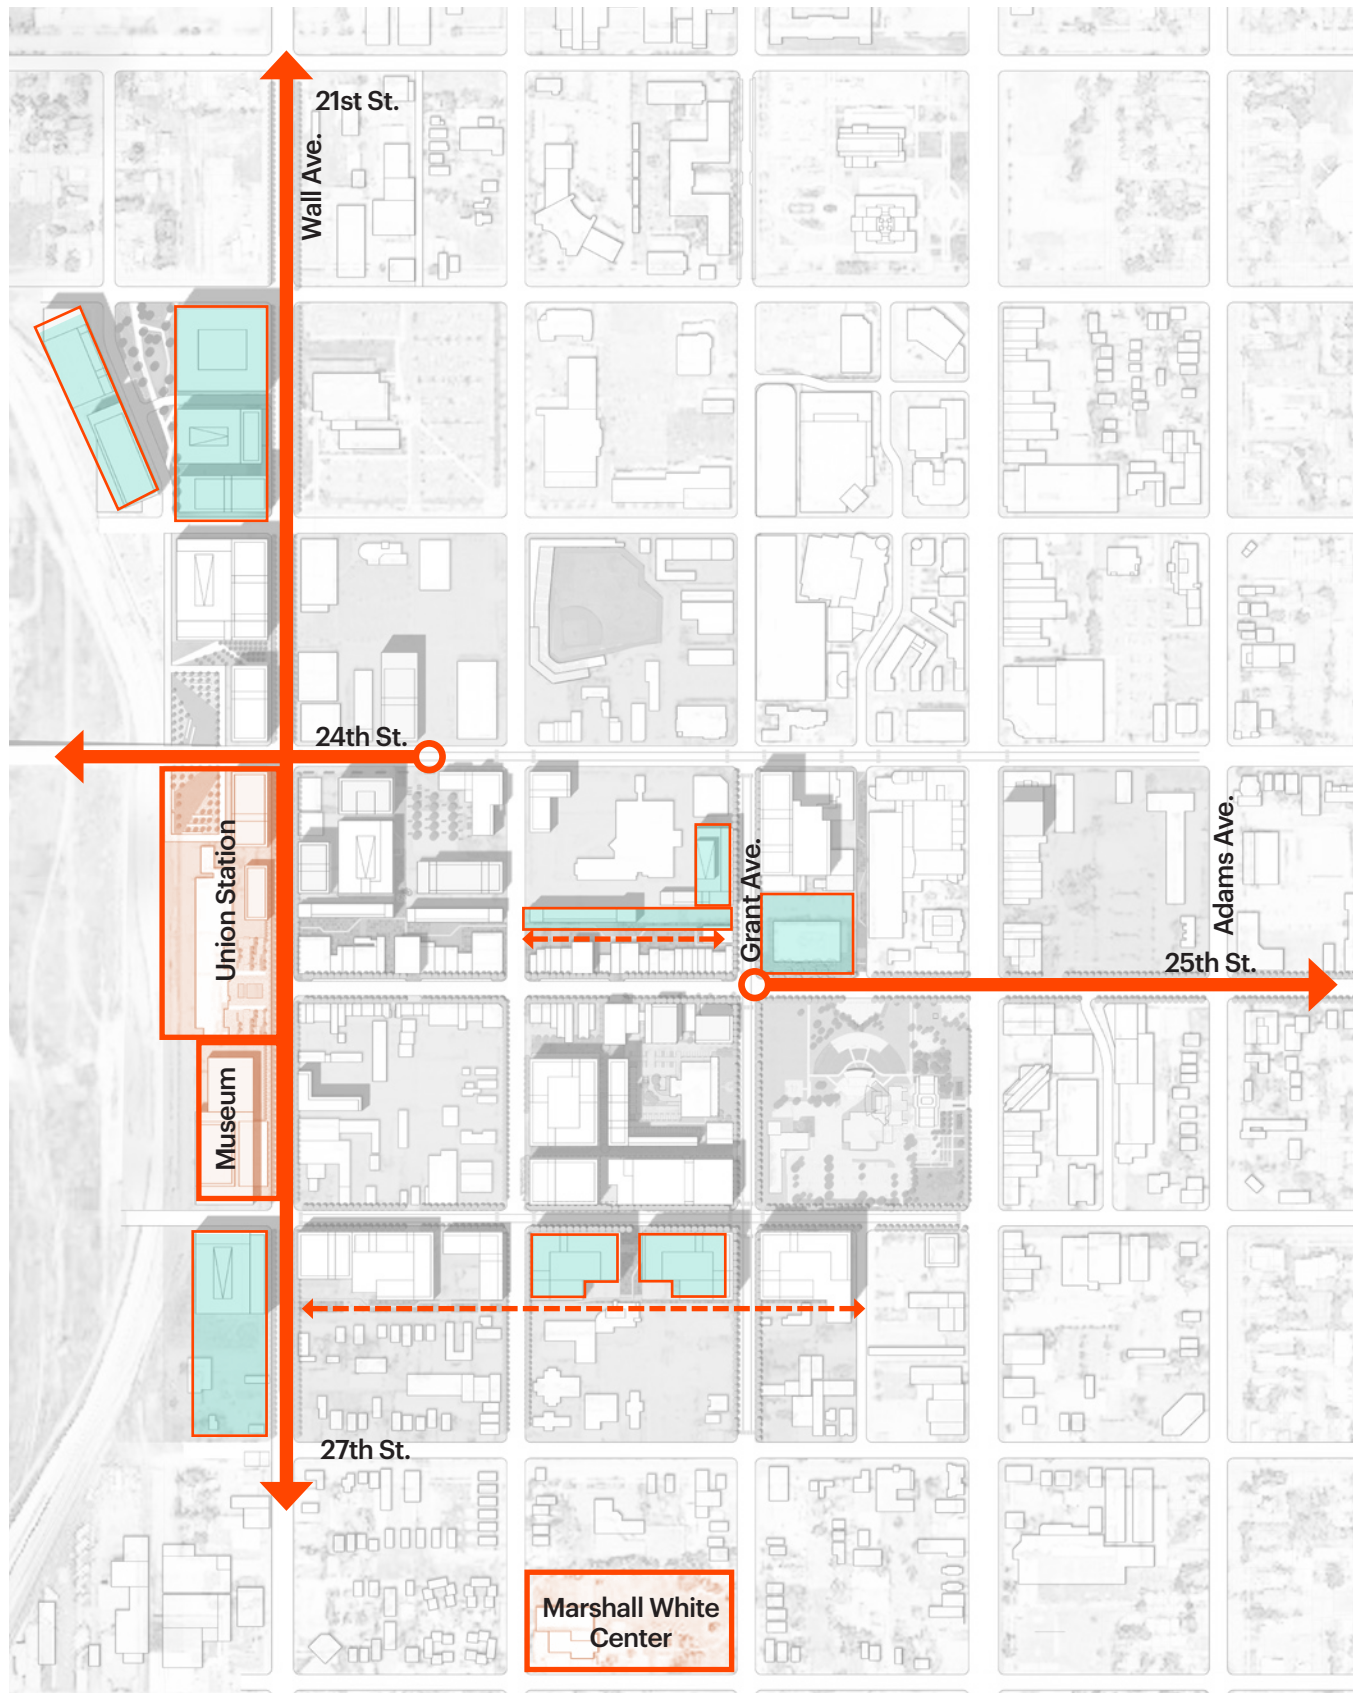 21st St.
Wall Ave.
24th St.
Union Station
Grant Ave.
Adams Ave.
25th St.
Museum
27th St.
Marshall White
Center